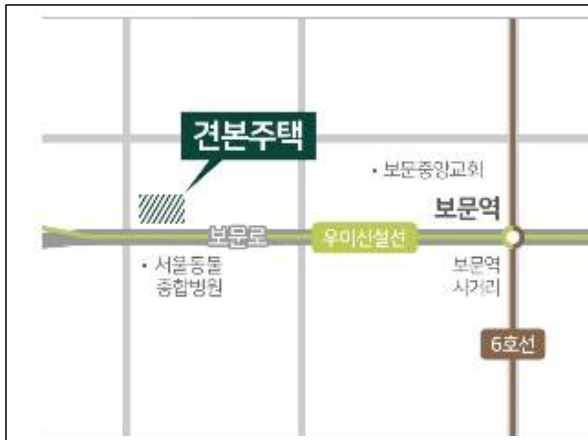 견본주택
• 보문중앙교회
보문역
보문로
우이신설선
• 서울동물
종합병원
보문역
사거리
6호선